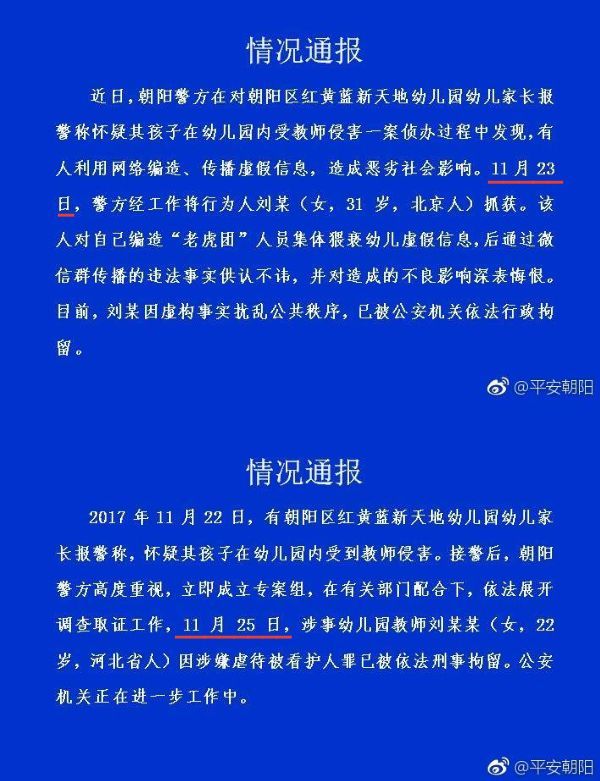 情况通报
近日，朝阳警方在对朝阳区红黄蓝新天地幼儿园幼儿家长报
警称怀疑其孩子在幼儿园内受教师侵害一案侦办过程中发现，有
人利用网络编造、传播虚假信息，造成恶劣社会影响。11 月 23
日，警方经工作将行为人刘某（女，31 岁，北京人）抓获。该
人对自己编造“老虎团”人员集体猥亵幼儿虚假信息，后通过微
信群传播的违法事实供认不讳，并对造成的不良影响深表悔恨。
目前，刘某因虚构事实扰乱公共秩序，已被公安机关依法行政拘
留。
@平安朝阳
情况通报
2017 年 11 月 22 日，有朝阳区红黄蓝新天地幼儿园幼儿家
长报警称，怀疑其孩子在幼儿园内受到教师侵害。接警后，朝阳
警方高度重视，立即成立专案组，在有关部门配合下，依法展开
调查取证工作，11 月 25 日，涉事幼儿园教师刘某某（女，22
岁，河北省人）因涉嫌虐待被看护人罪已被依法刑事拘留。公安
机关正在进一步工作中。
@平安朝阳